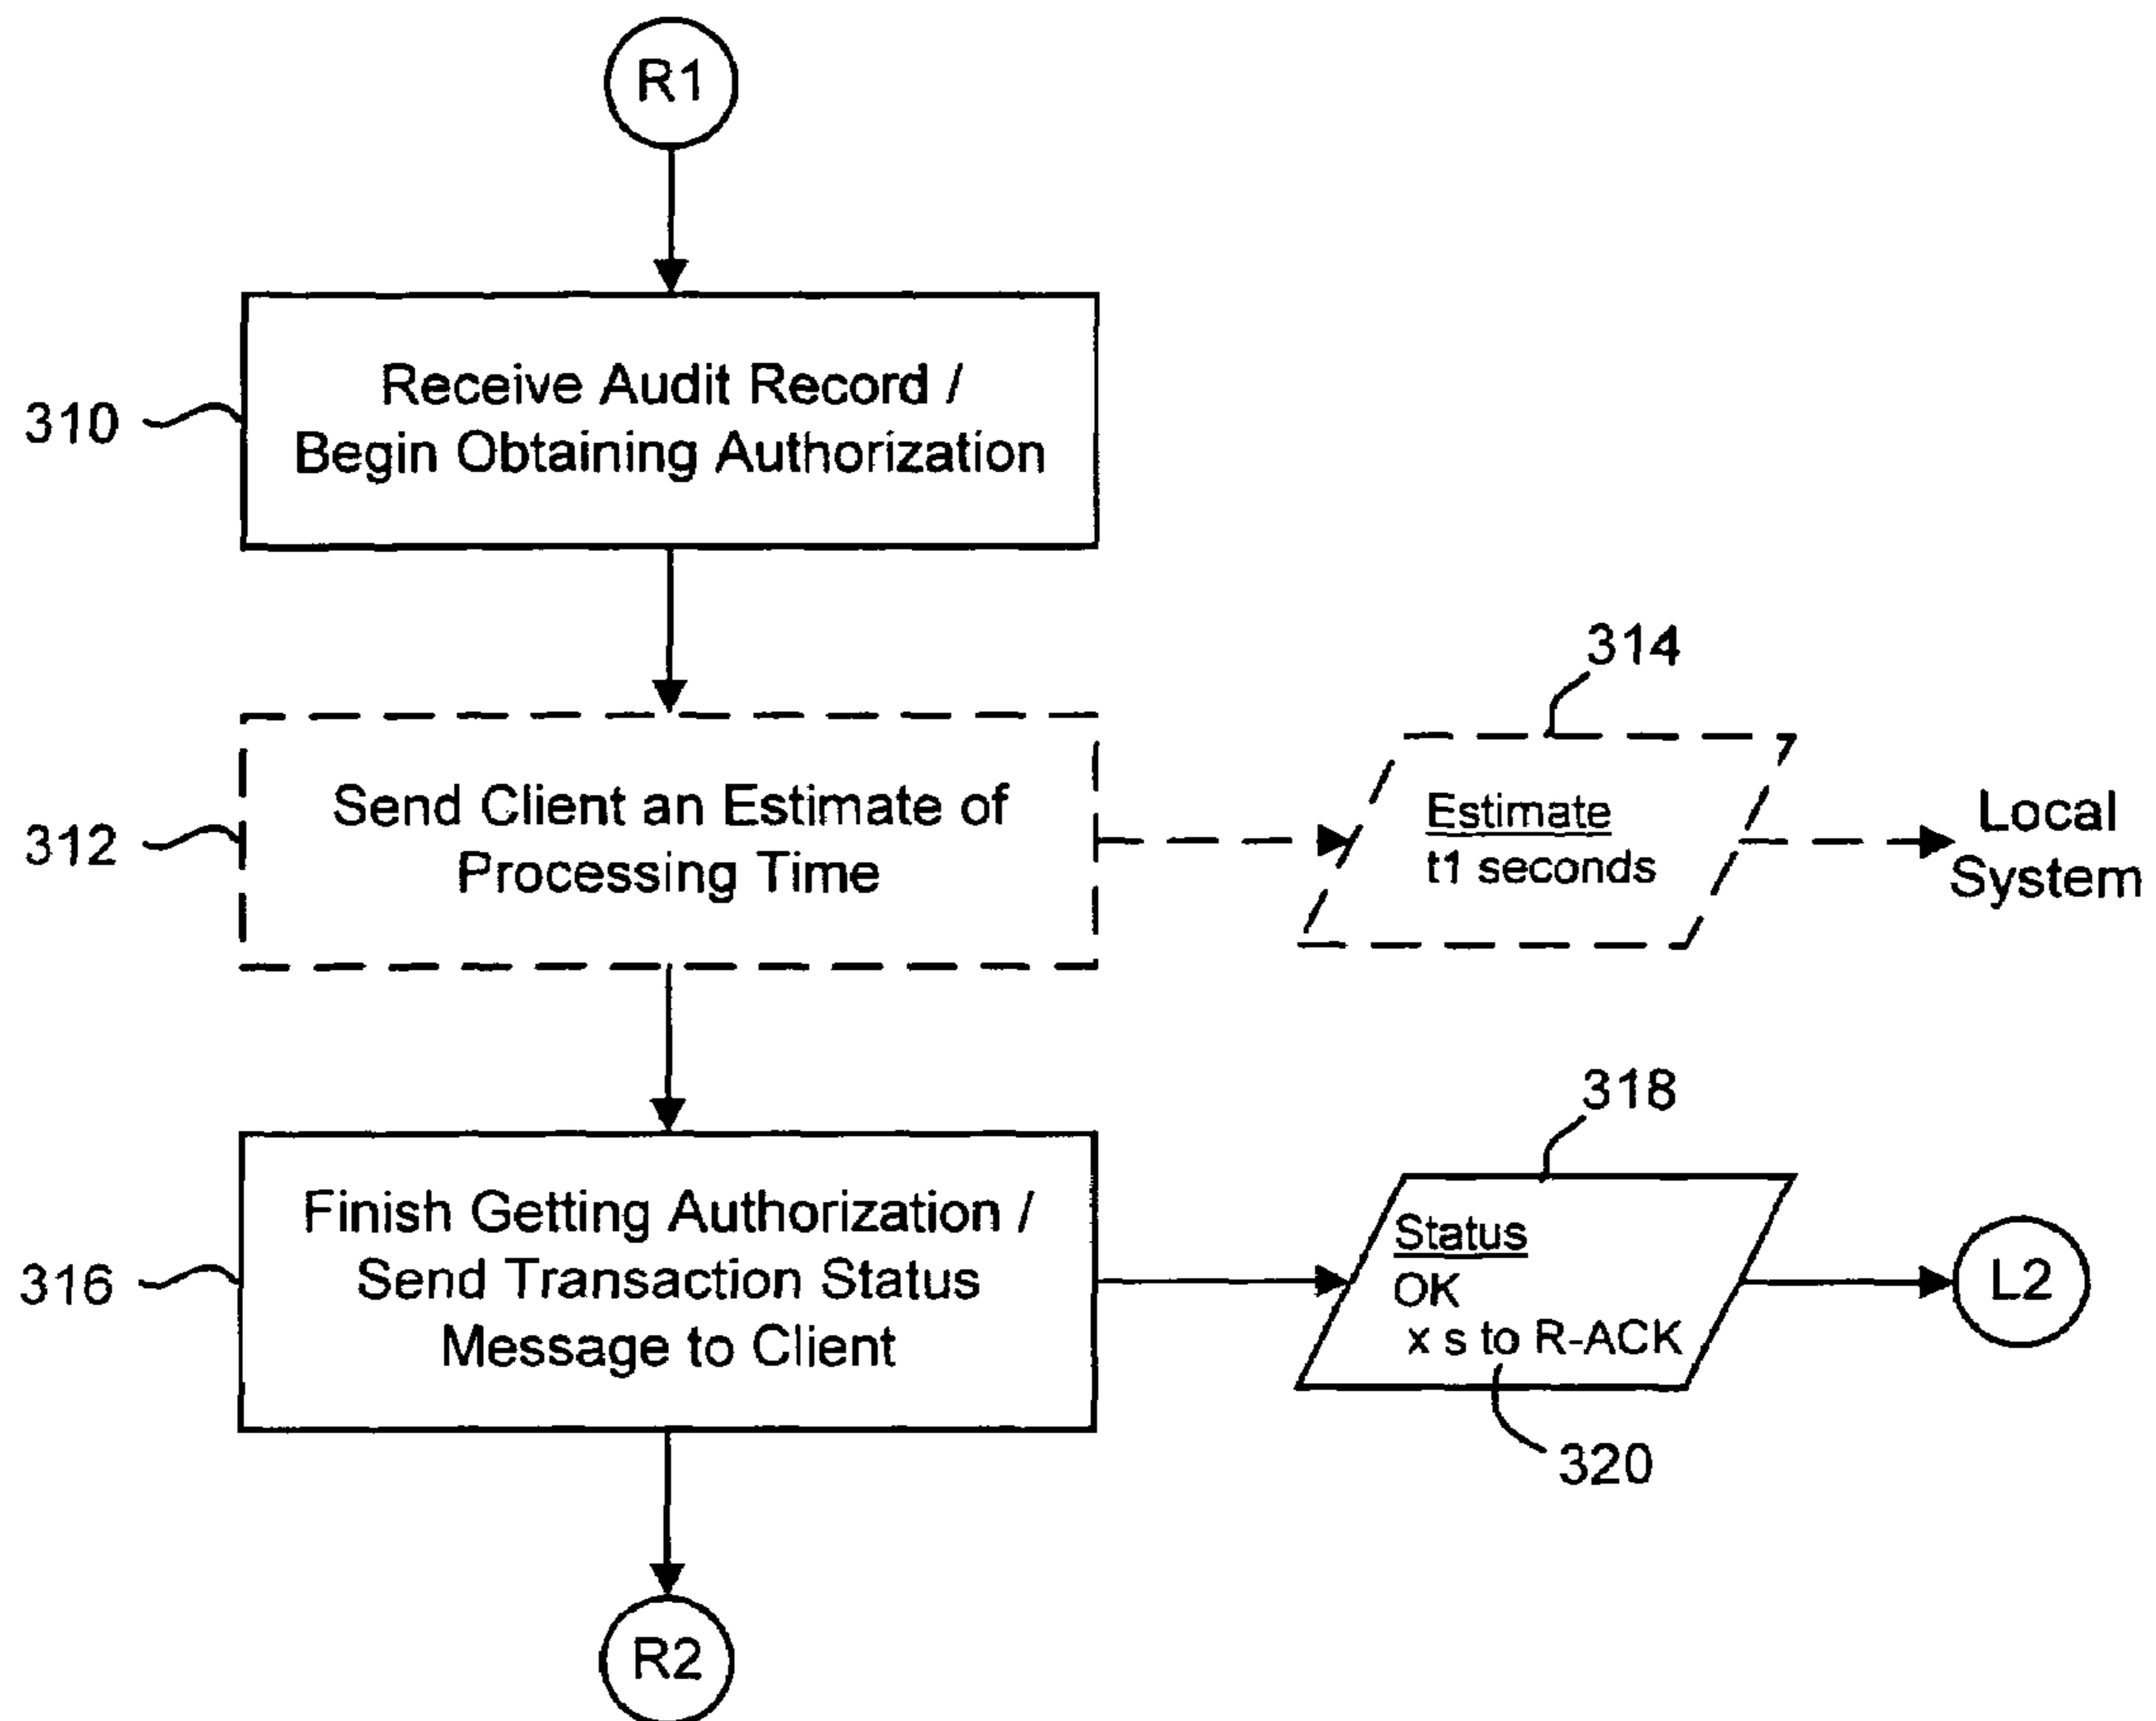 R1
310
Receive Audit Record /
Begin Obtaining Authorization
314
312
Send Client an Estimate of
Processing Time
Estimate
t1 seconds
Local
System
318
316
Finish Getting Authorization /
Send Transaction Status
Message to Client
Status
OK
x s to R-ACK
L2
320
R2